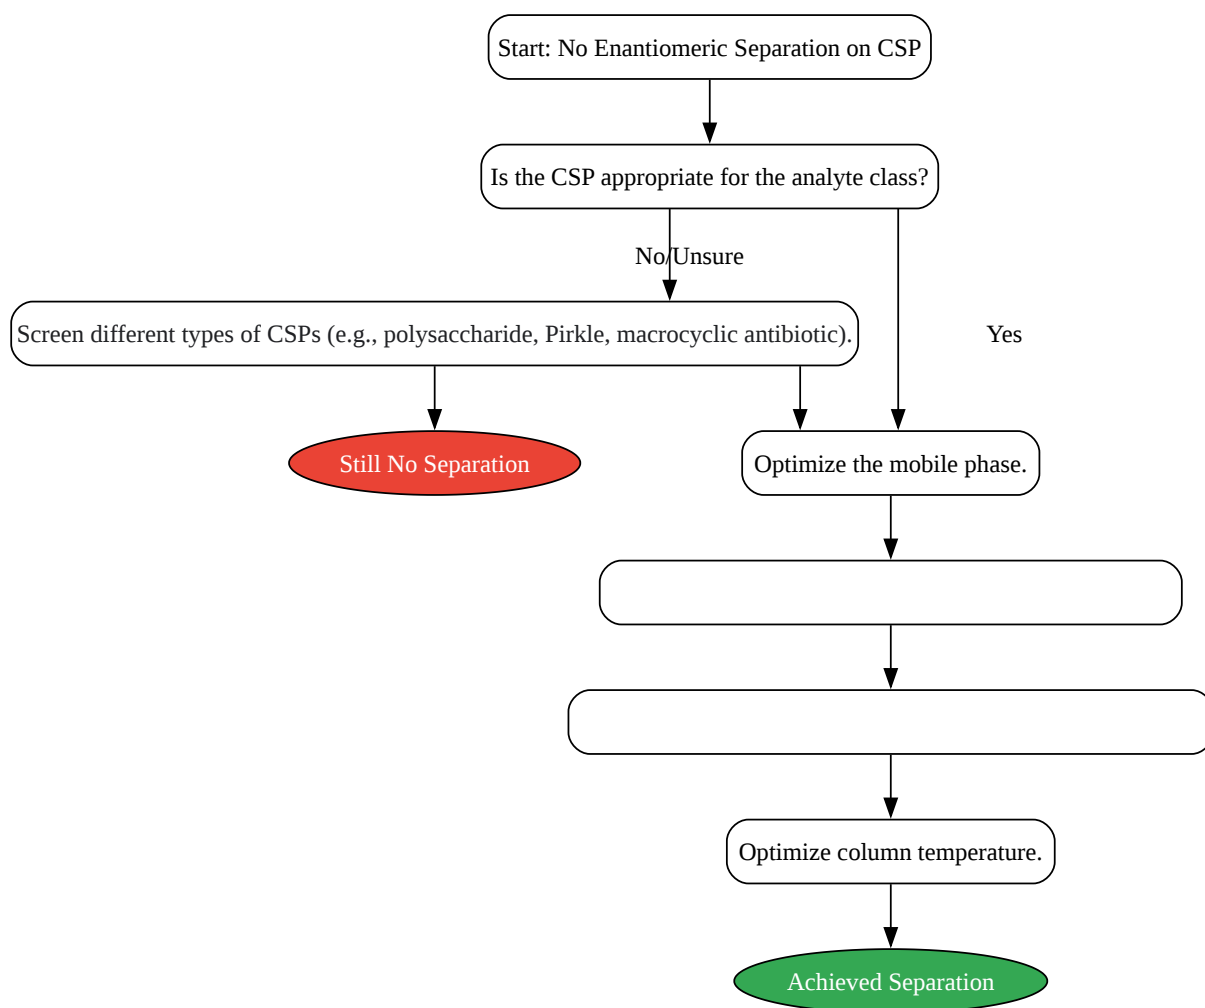 Start: No Enantiomeric Separation on CSP
Is the CSP appropriate for the analyte class?
No/Unsure
Screen different types of CSPs (e.g., polysaccharide, Pirkle, macrocyclic antibiotic).
Yes
Still No Separation
Optimize the mobile phase.
Optimize column temperature.
Achieved Separation